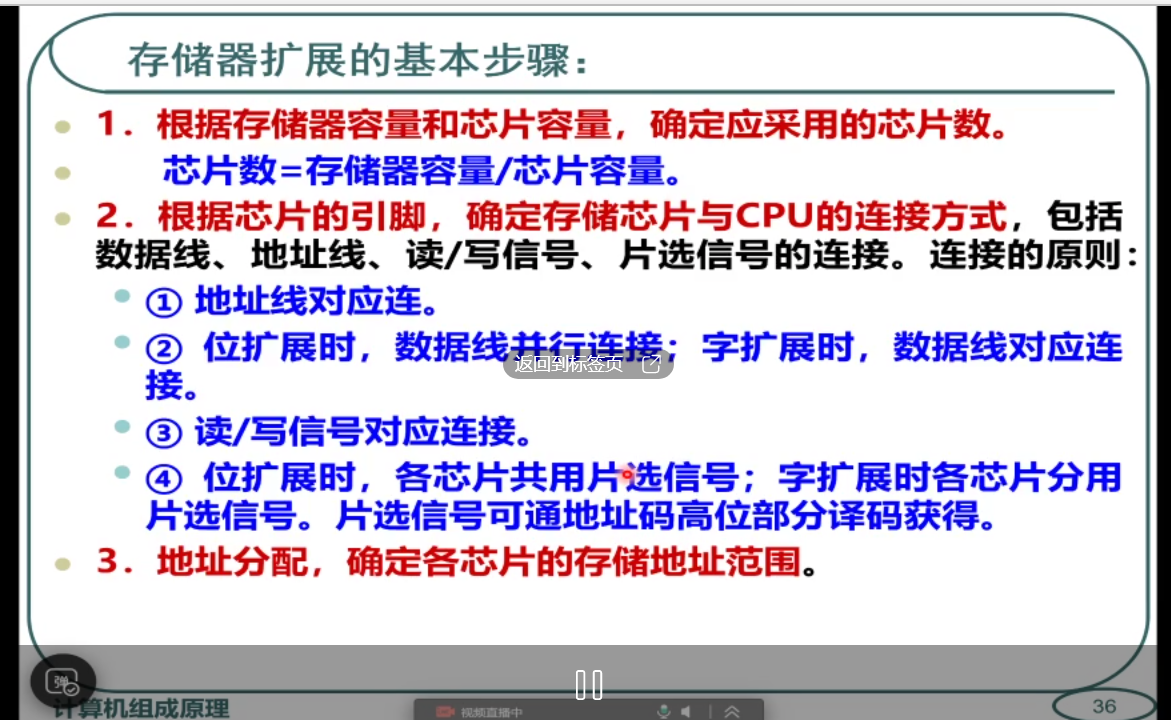 存储器扩展的基本步骤：
1．根据存储器容量和芯片容量，确定应采用的芯片数。
芯片数=存储器容量/芯片容量。
2．根据芯片的引脚，确定存储芯片与CPU的连接方式，包括
数据线、地址线、读/写信号、片选信号的连接。连接的原则：
① 地址线对应连。
② 位扩展时，数据线并行连接；字扩展时，数据线对应连
返回到标签页
接。
③ 读/写信号对应连接。
④ 位扩展时，各芯片共用片选信号；字扩展时各芯片分用
片选信号。片选信号可通地址码高位部分译码获得。
3．地址分配，确定各芯片的存储地址范围。
弹
计算机组成原理
视频直播中
36